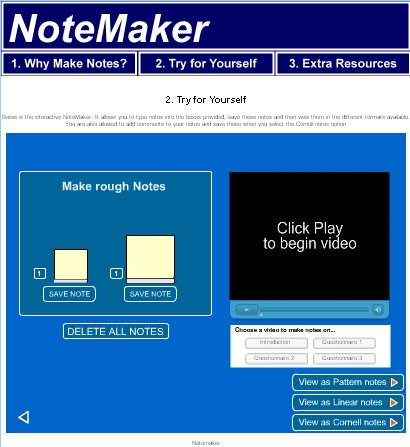 NoteMaker
1. Why Make Notes?
2. Try for Yourself
3. Extra Resources
2. Try for Yourself
Below is the interactive NoteMaker. It allows you to type notes into the boxes provided, save these notes and then view them in the different formats available.
You are also allowed to add comments to your notes and save these when you select the Cornell notes option.
Make rough Notes
1
1
SAVE NOTE
SAVE NOTE
DELETE ALL NOTES
Click Play
to begin video
Choose a video to make notes on...
Introduction
Questionnaire 1
Questionnaire 2
Questionnaire 3
View as Pattern notes
View as Linear notes
View as Cornell notes
Notemaker